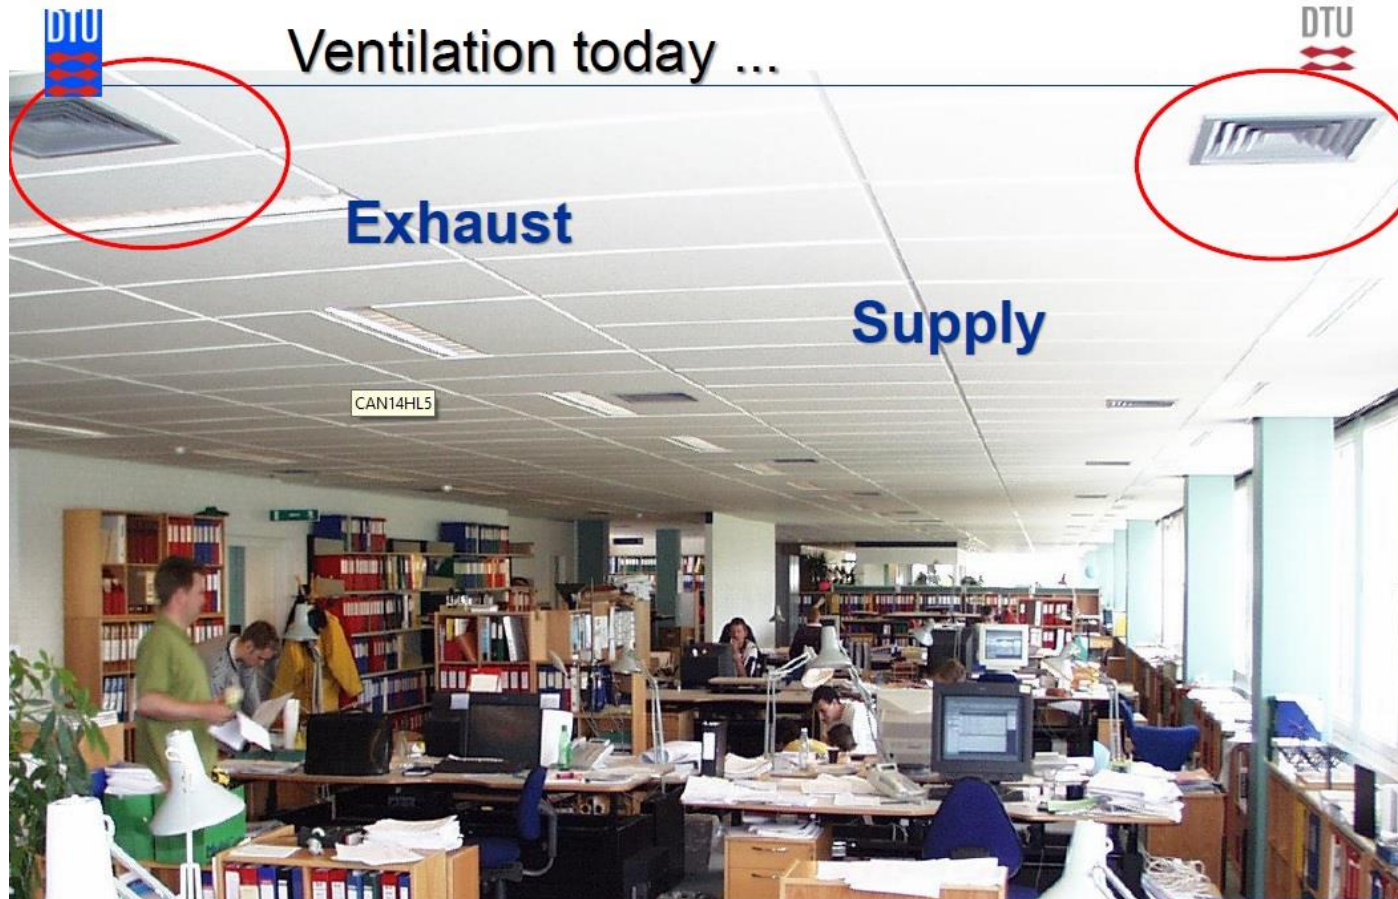 DTU
Ventilation today ...
DTU
Exhaust
Supply
CAN14HL5